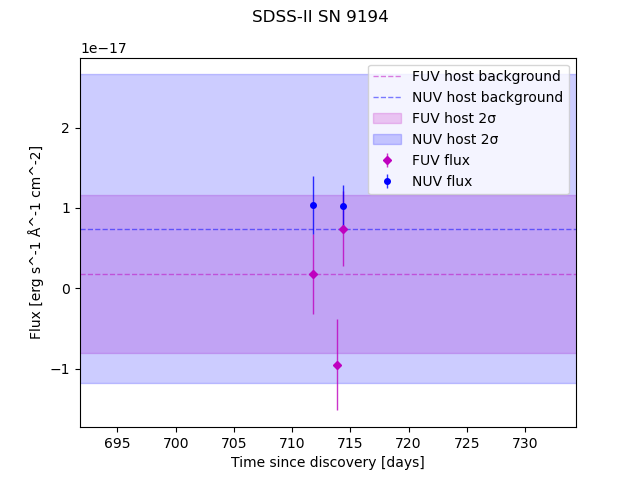 SDSS-II SN 9194
1e−17
FUV host background
NUV host background
FUV host 2σ
NUV host 2σ
FUV flux
NUV flux
Flux [erg s^-1 Å^-1 cm^-2]
2
1
0
−1
695 700 705 710 715 720 725 730
Time since discovery [days]